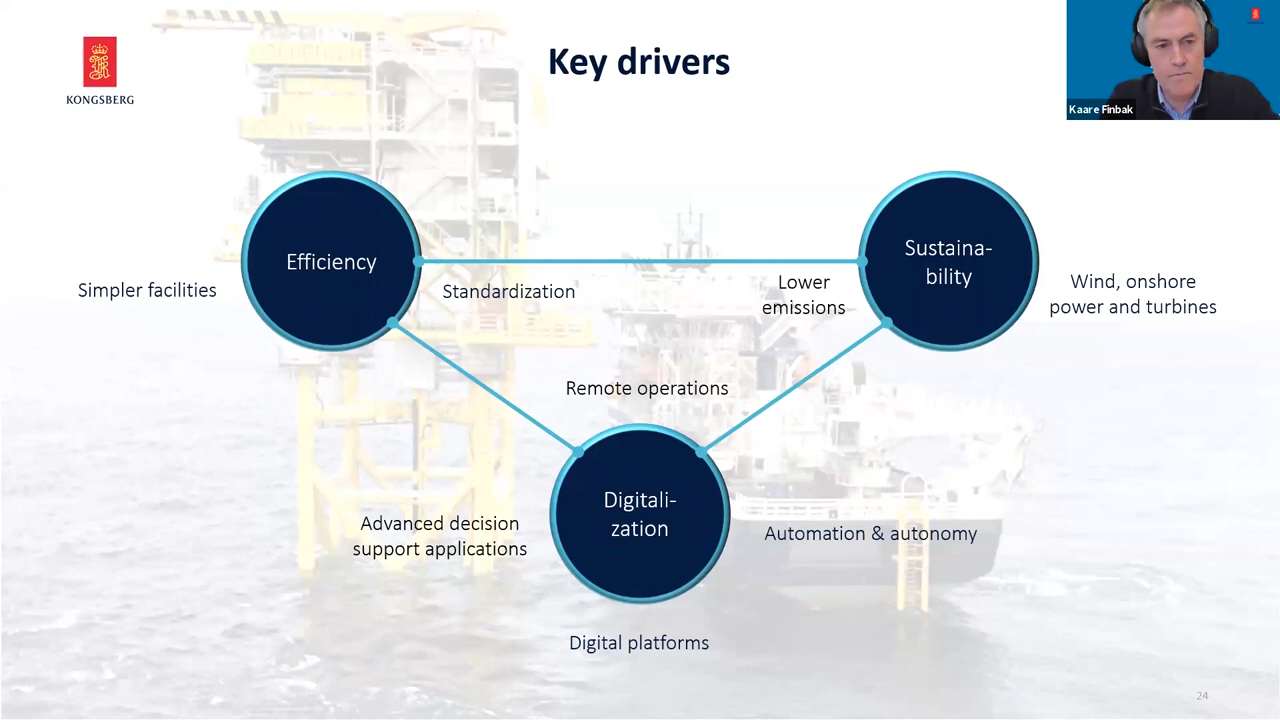 Key drivers
KONGSBERG
Kaare Finbak
Efficiency
Sustaina-
bility
Simpler facilities
Standardization
Lower
emissions
Wind, onshore
power and turbines
Remote operations
Digitali-
zation
Advanced decision
support applications
Automation & autonomy
Digital platforms
24